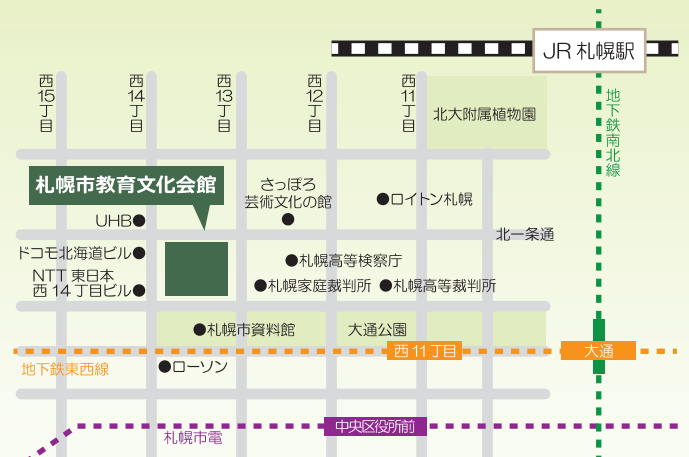 JR 札幌駅
西15丁目
西14丁目
西13丁目
西12丁目
西11丁目
地下鉄南北線
北大附属植物園
札幌市教育文化会館
さっぽろ
芸術文化の館
ロイトン札幌
UHB
北一条通
ドコモ北海道ビル
札幌高等検察庁
NTT 東日本
西14丁目ビル
札幌家庭裁判所
札幌高等裁判所
札幌市資料館
大通公園
西11丁目
大通
地下鉄東西線
ローソン
中央区役所前
札幌市電